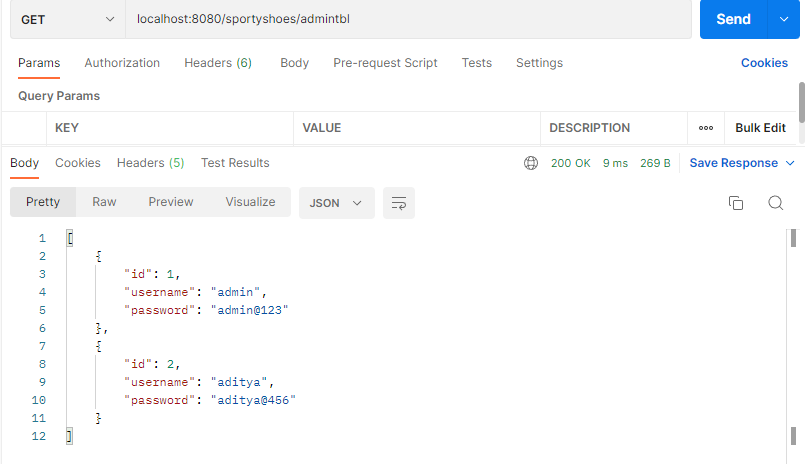 GET localhost:8080/sportyshoes/admintbl Send
Params Authorization Headers (6) Body Pre-request Script Tests Settings Cookies
Query Params
KEY VALUE DESCRIPTION ooo Bulk Edit
Body Cookies Headers (5) Test Results 200 OK 9 ms 269 B Save Response
Pretty Raw Preview Visualize JSON
1 [
2 {
3 "id": 1,
4 "username": "admin",
5 "password": "admin@123"
6 },
7 {
8 "id": 2,
9 "username": "aditya",
10 "password": "aditya@456"
11 }
12 ]